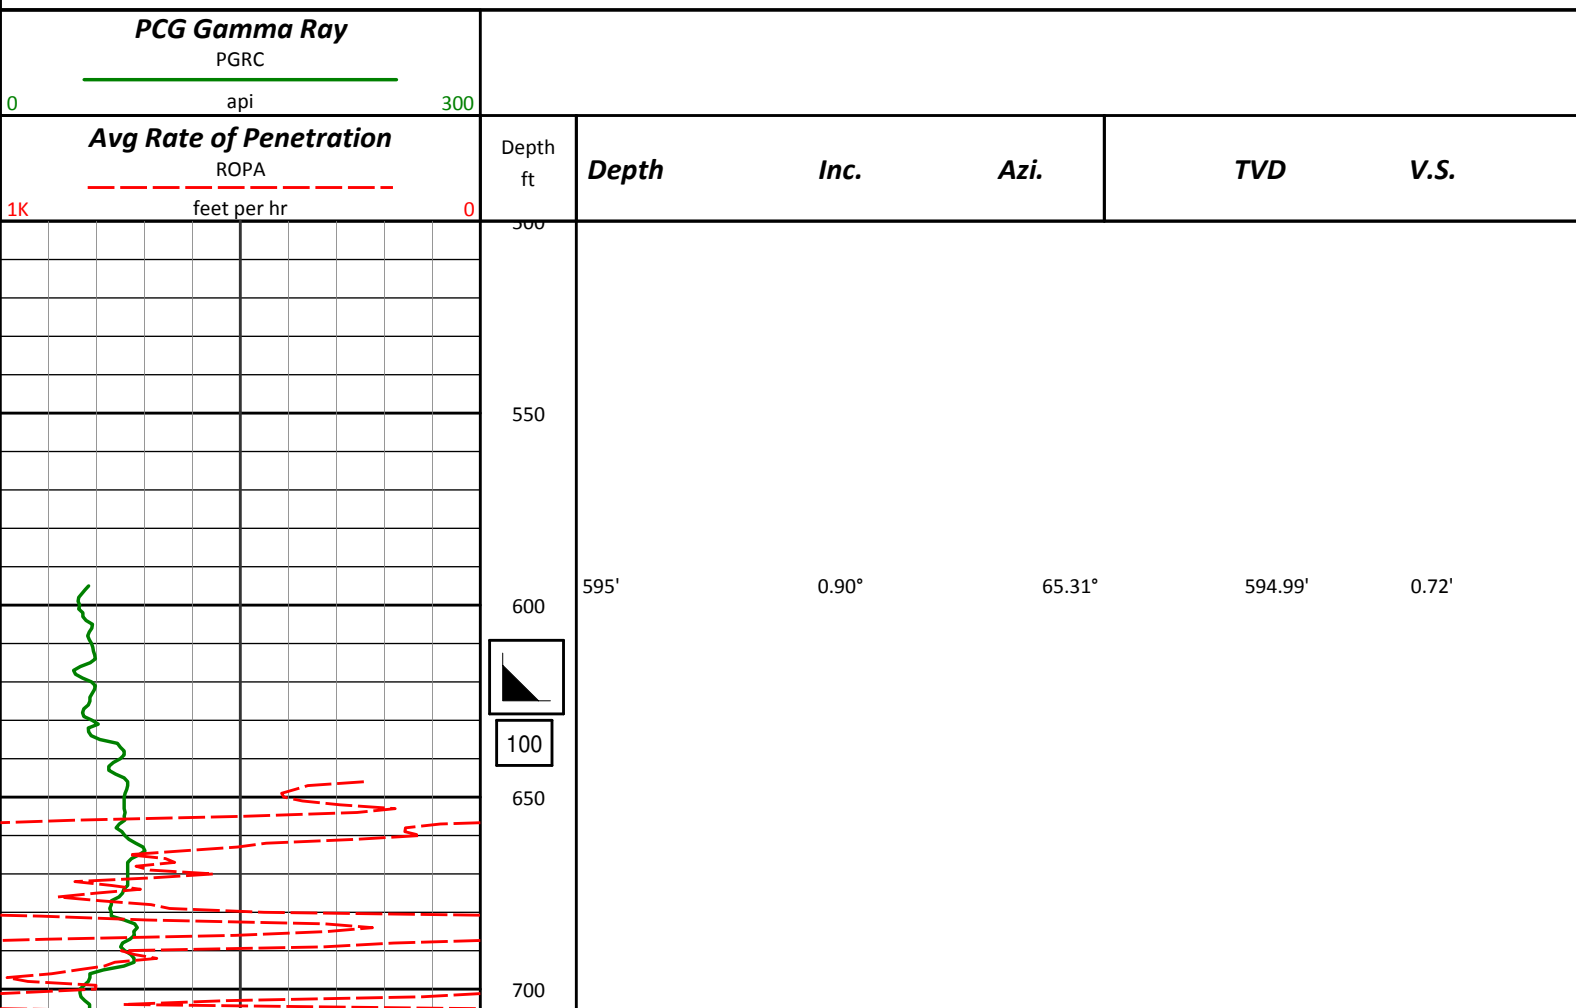 PCG Gamma Ray
PGRC
0 api 300
Avg Rate of Penetration
ROPA
1K feet per hr 0
Depth
ft
Depth Inc. Azi. TVD V.S.
500
550
595' 0.90° 65.31° 594.99' 0.72'
600
100
650
700